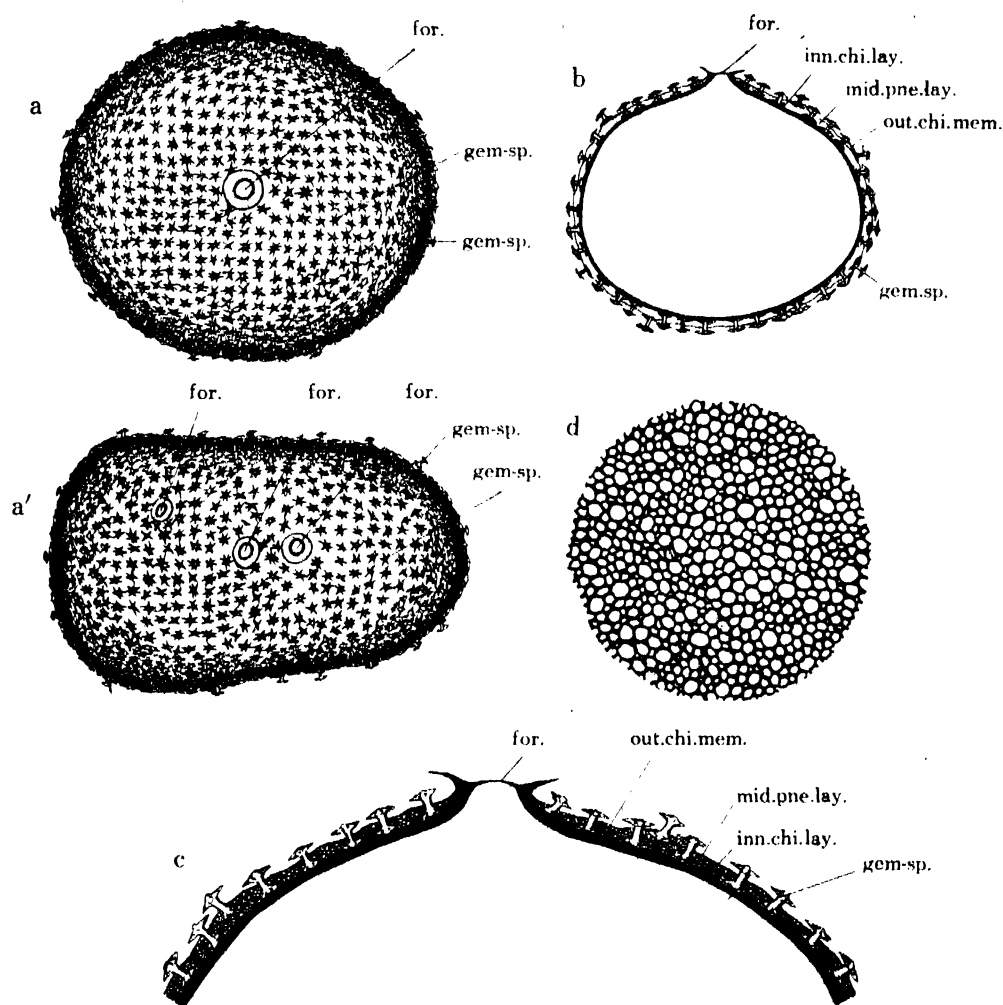 for.
a
gem-sp.
gem-sp.
for.
b
inn.chi.lay.
mid.pne.lay.
out.chi.mem.
gem.sp.
for. for. for.
a'
gem-sp.
gem-sp.
d
for.
out.chi.mem.
mid.pne.lay.
inn.chi.lay.
gem-sp.
c